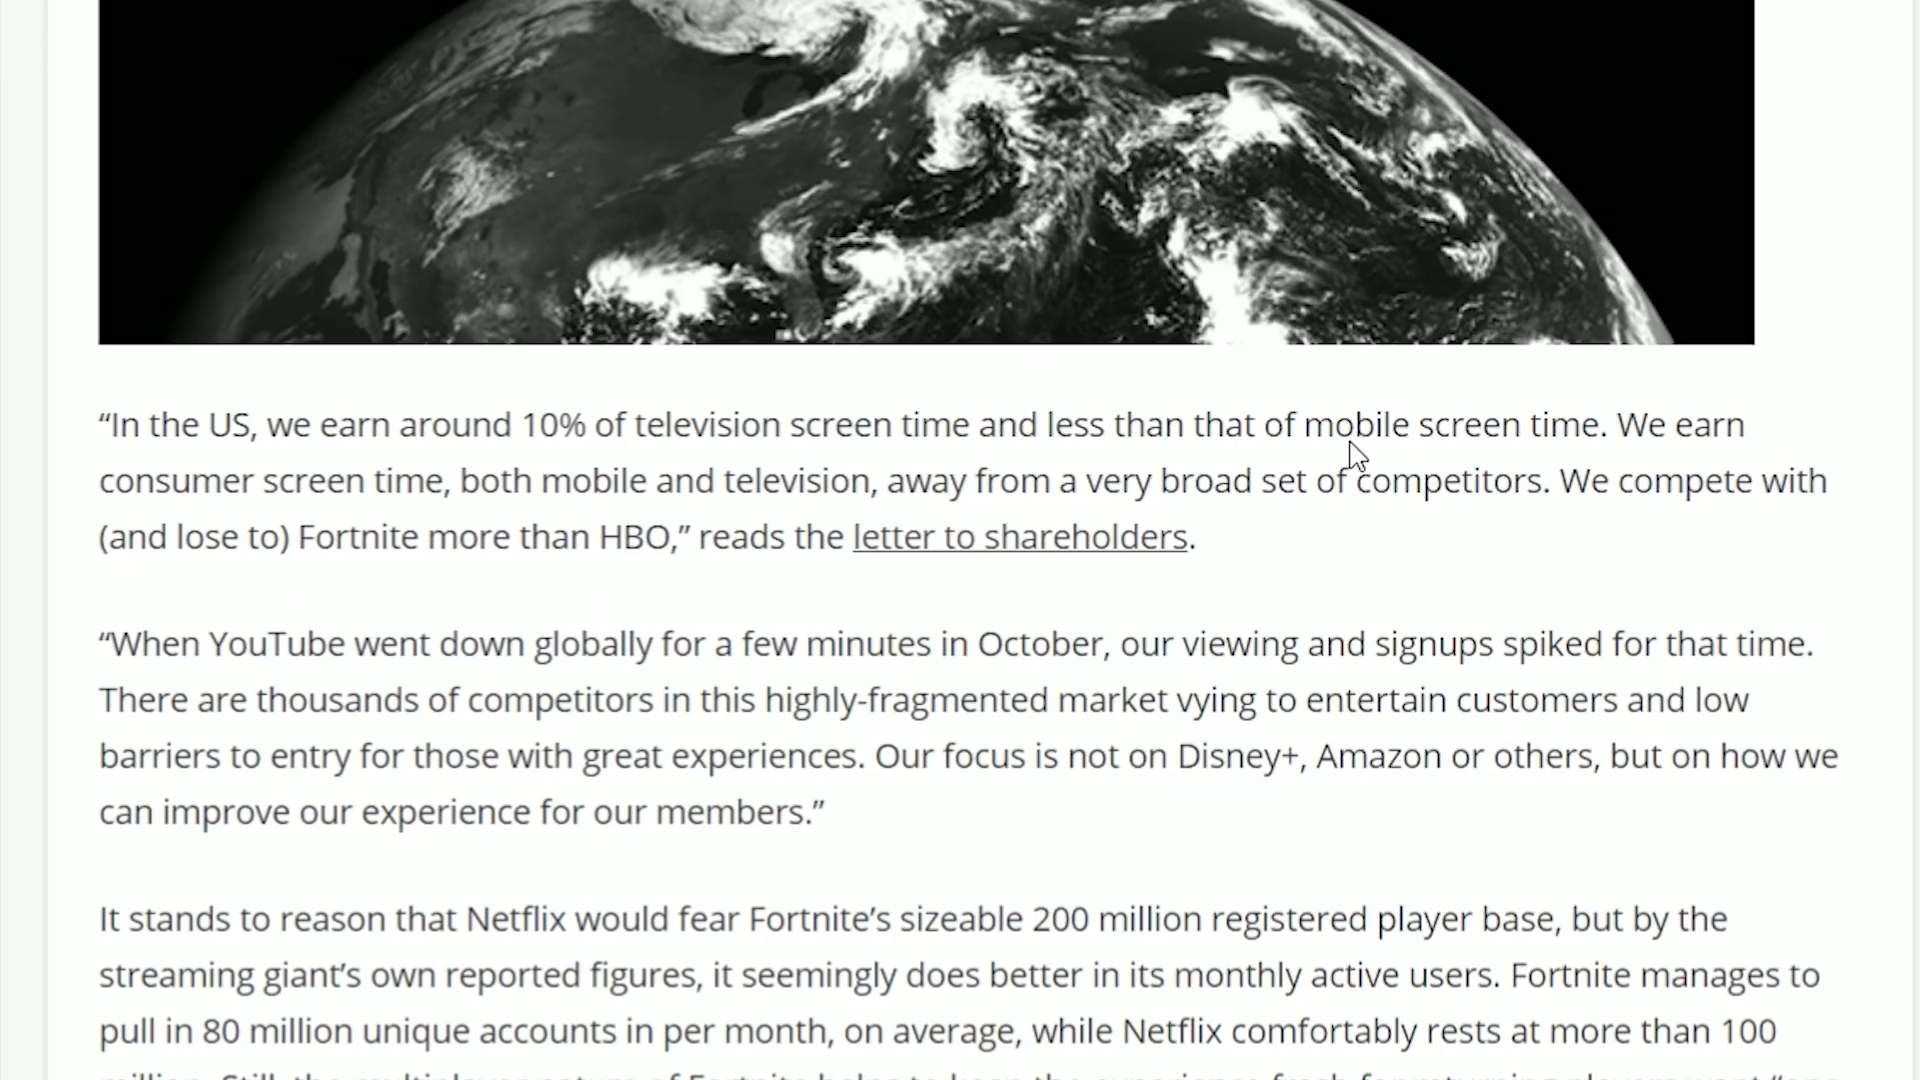 “In the US, we earn around 10% of television screen time and less than that of mobile screen time. We earn
consumer screen time, both mobile and television, away from a very broad set of competitors. We compete with
(and lose to) Fortnite more than HBO,” reads the letter to shareholders.
“When YouTube went down globally for a few minutes in October, our viewing and signups spiked for that time.
There are thousands of competitors in this highly-fragmented market vying to entertain customers and low
barriers to entry for those with great experiences. Our focus is not on Disney+, Amazon or others, but on how we
can improve our experience for our members.”
It stands to reason that Netflix would fear Fortnite’s sizeable 200 million registered player base, but by the
streaming giant’s own reported figures, it seemingly does better in its monthly active users. Fortnite manages to
pull in 80 million unique accounts in per month, on average, while Netflix comfortably rests at more than 100